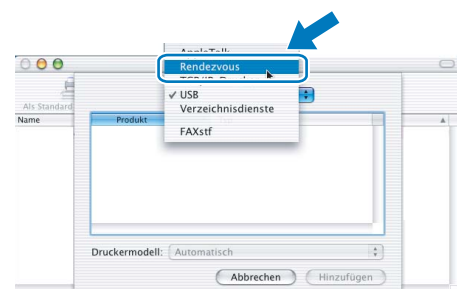 AppleTalk
Rendezvous
USB
Verzeichnisdienste
FAXstf
Als Standard
Name
Produkt
Druckermodell: Automatisch
Abbrechen Hinzufügen